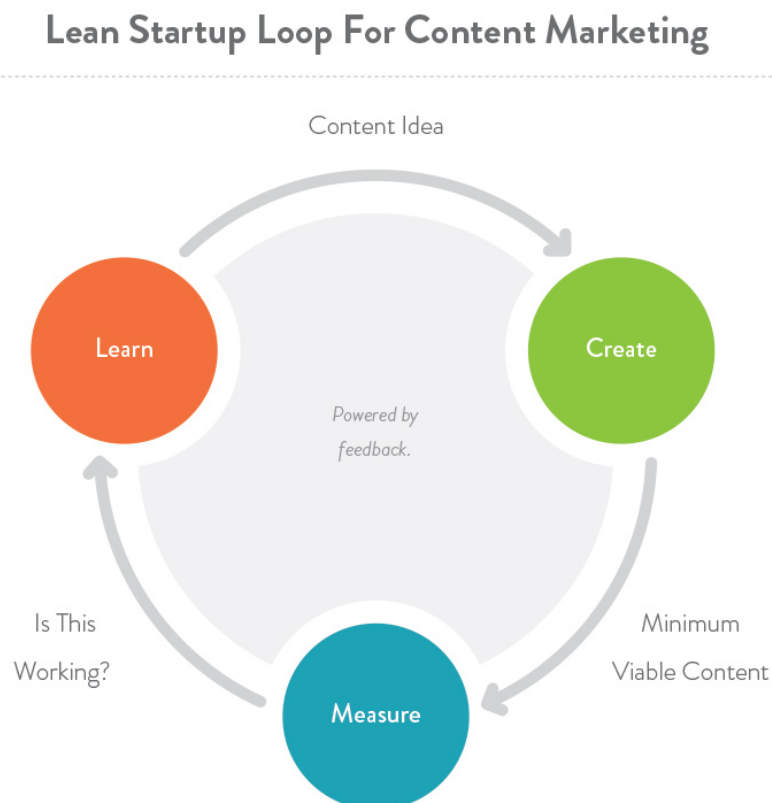 Lean Startup Loop For Content Marketing
Content Idea
Learn
Create
Powered by
feedback.
Is This
Working?
Minimum
Viable Content
Measure